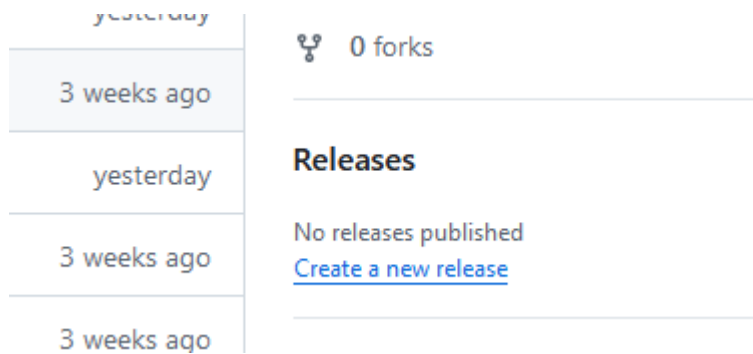 yesterday
3 weeks ago
yesterday
3 weeks ago
3 weeks ago
0 forks
Releases
No releases published
Create a new release